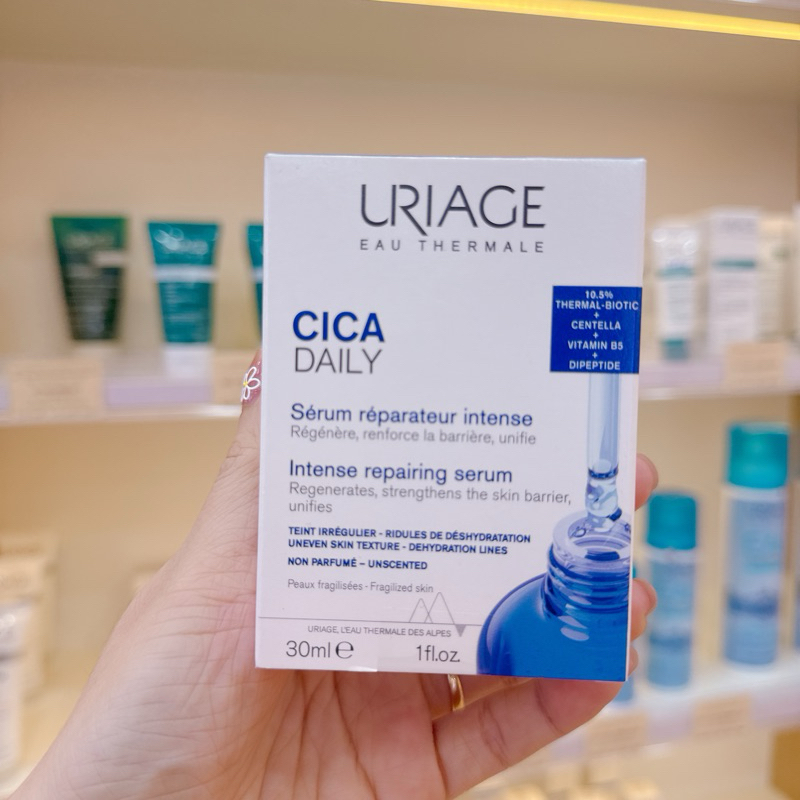 URIAGE
EAU THERMALE
10.5%
THERMAL-BIOTIC
+
CENTELLA
+
VITAMIN B5
+
DIPEPTIDE
CICA
DAILY
Sérum réparateur intense
Régénère, renforce la barrière, unifie
Intense repairing serum
Regenerates, strengthens the skin barrier,
unifies
TEINT IRRÉGULIER - RIDULES DE DÉSHYDRATATION
UNEVEN SKIN TEXTURE - DEHYDRATION LINES
NON PARFUMÉ – UNSCENTED
Peaux fragilisées - Fragilized skin
URIAGE, L'EAU THERMALE DES ALPES
30ml e 1fl.oz.